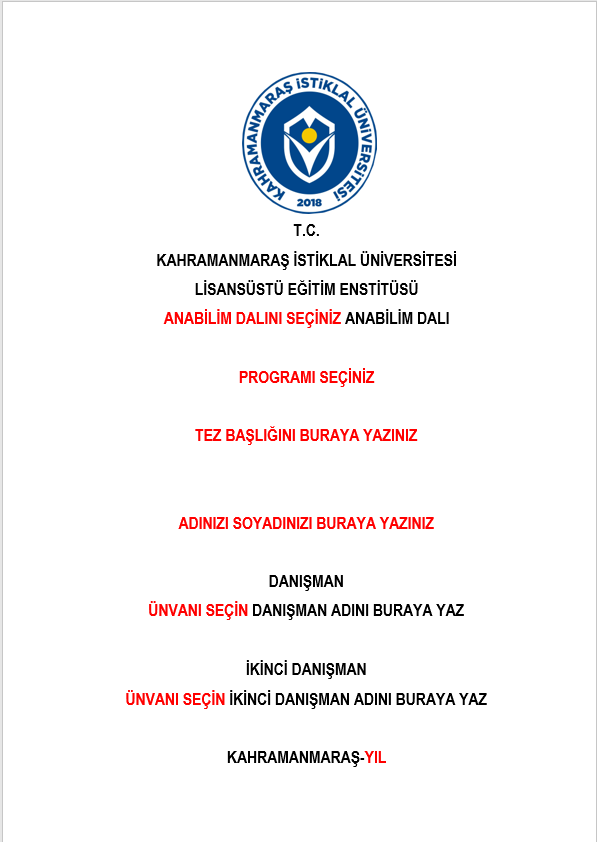 KAHRAMANMARAŞ İSTİKLAL ÜNİVERSİTESİ
2018
T.C.
KAHRAMANMARAŞ İSTİKLAL ÜNİVERSİTESİ
LİSANSÜSTÜ EĞİTİM ENSTİTÜSÜ
ANABİLİM DALINI SEÇİNİZ ANABİLİM DALI
PROGRAMI SEÇİNİZ
TEZ BAŞLIĞINI BURAYA YAZINIZ
ADINIZI SOYADINIZI BURAYA YAZINIZ
DANIŞMAN
ÜNVANI SEÇİN DANIŞMAN ADINI BURAYA YAZ
İKİNCİ DANIŞMAN
ÜNVANI SEÇİN İKİNCİ DANIŞMAN ADINI BURAYA YAZ
KAHRAMANMARAŞ-YIL